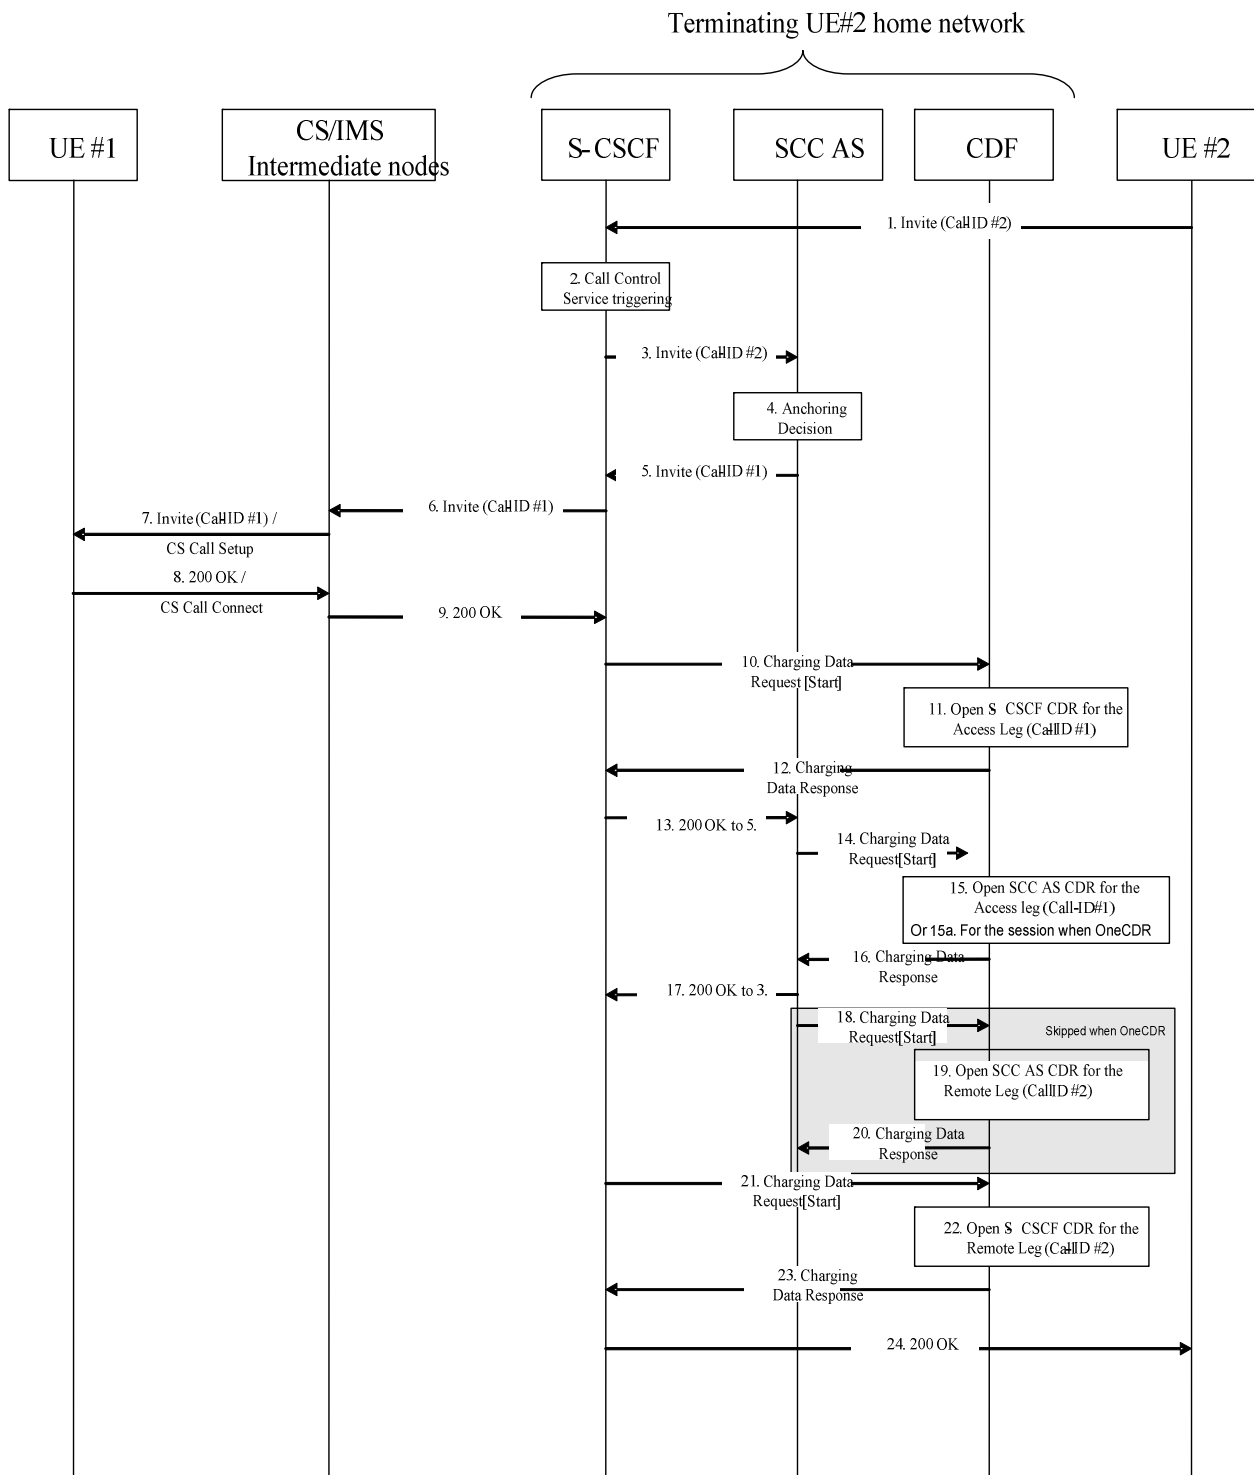 Terminating UE#2 home network
UE #1
CS/IMS
Intermediate nodes
S-CSCF
SCC AS
CDF
UE #2
1. Invite (Call-ID #2)
2. Call Control
Service triggering
3. Invite (Call-ID #2)
4. Anchoring
Decision
5. Invite (Call-ID #1)
6. Invite (Call-ID #1)
7. Invite (Call-ID #1) /
CS Call Setup
8. 200 OK /
CS Call Connect
9. 200 OK
10. Charging Data
Request [Start]
11. Open S CSCF CDR for the
Access Leg (Call-ID #1)
12. Charging
Data Response
13. 200 OK to 5.
14. Charging Data
Request[Start]
15. Open SCC AS CDR for the
Access leg (Call-ID#1)
Or 15a. For the session when OneCDR
16. Charging Data
Response
17. 200 OK to 3.
18. Charging Data
Request[Start]
Skipped when OneCDR
19. Open SCC AS CDR for the
Remote Leg (Call-ID #2)
20. Charging Data
Response
21. Charging Data
Request[Start]
22. Open S CSCF CDR for the
Remote Leg (Call-ID #2)
23. Charging
Data Response
24. 200 OK